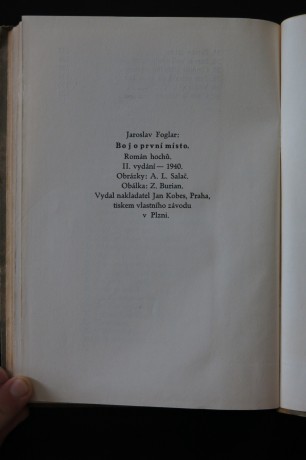 Jaroslav Foglar:
Boj o první místo.
Román hochů.
II. vydání — 1940.
Obrázky: A. L. Salač.
Obálka: Z. Burian.
Vydal nakladatel Jan Kobes, Praha,
tiskem vlastního závodu
v Plzni.